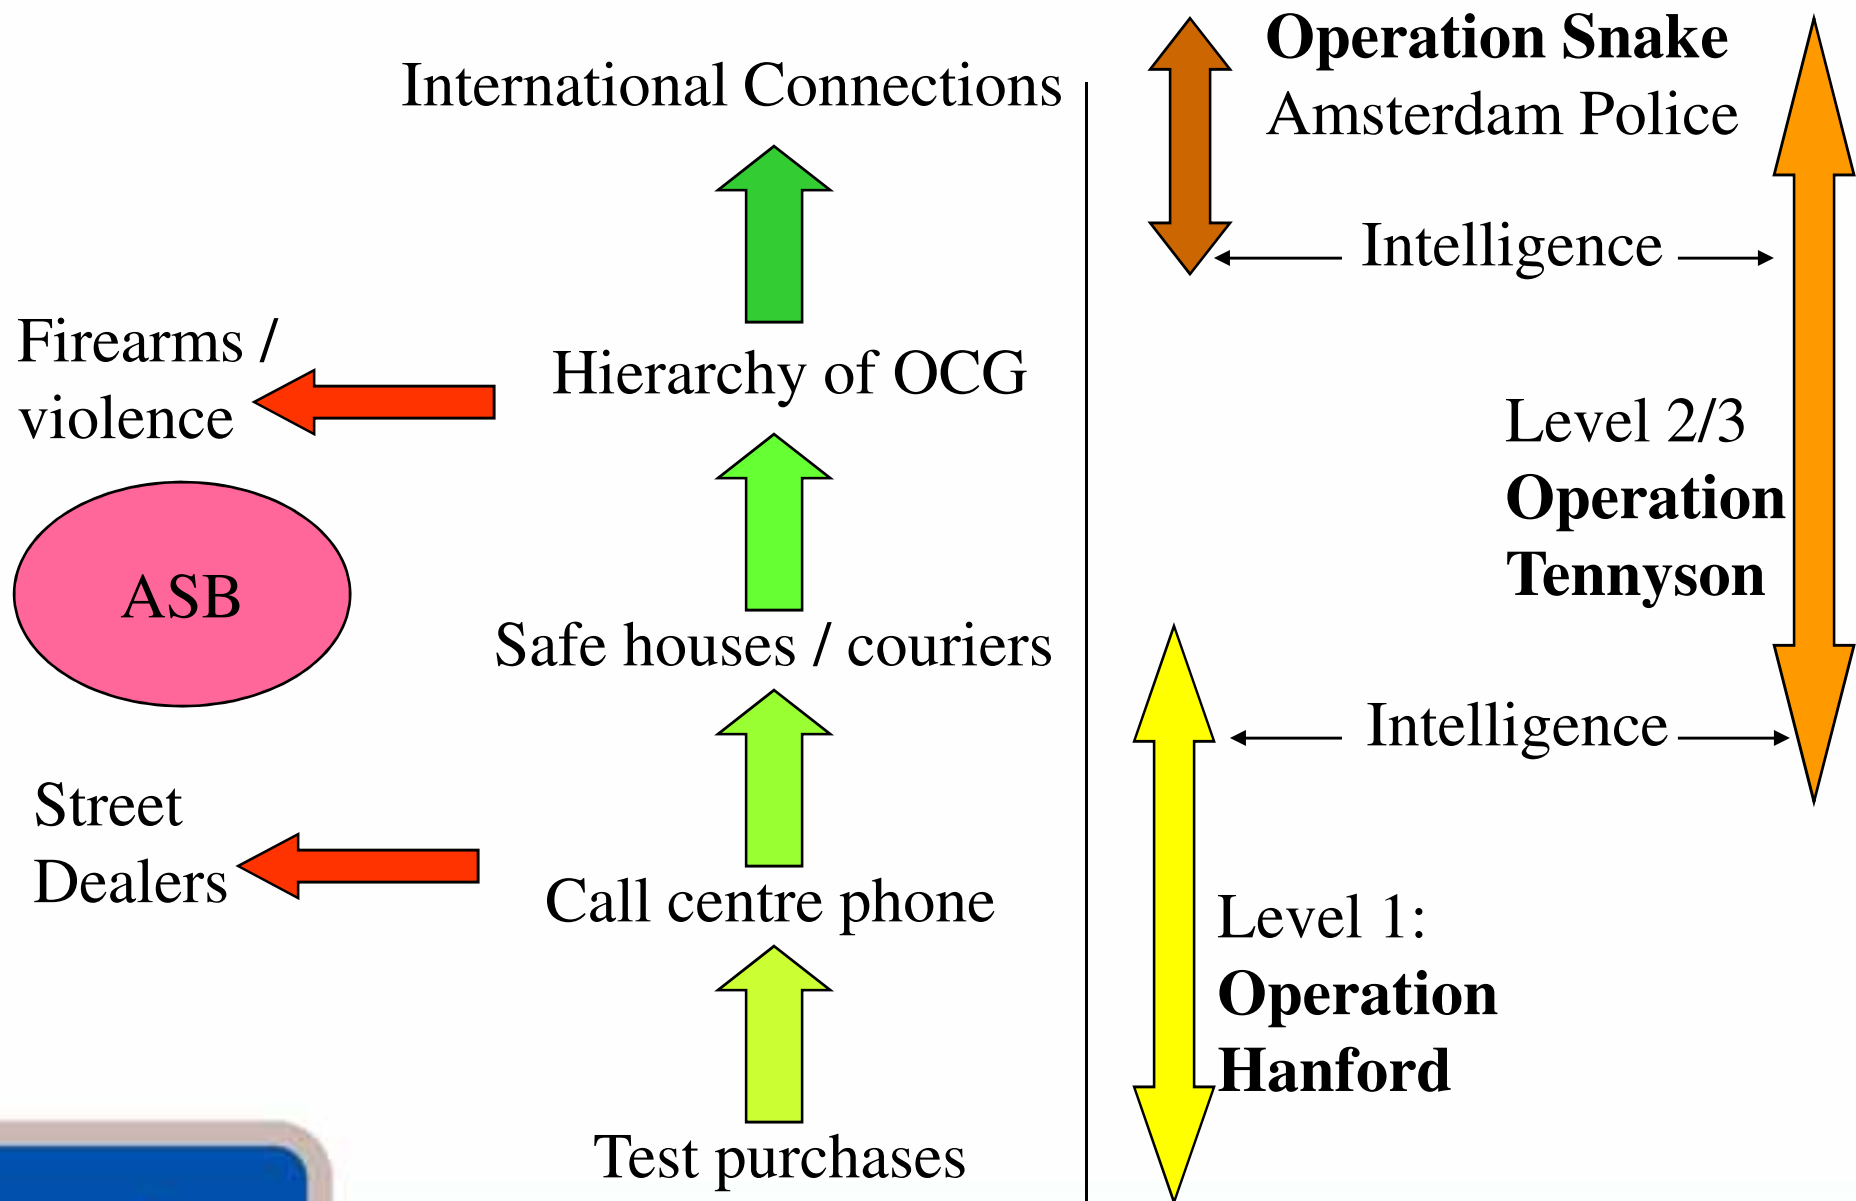 International Connections
Firearms /
violence
Hierarchy of OCG
ASB
Safe houses / couriers
Street
Dealers
Call centre phone
Test purchases
Operation Snake
Amsterdam Police
Intelligence
Level 2/3
Operation
Tennyson
Intelligence
Level 1:
Operation
Hanford